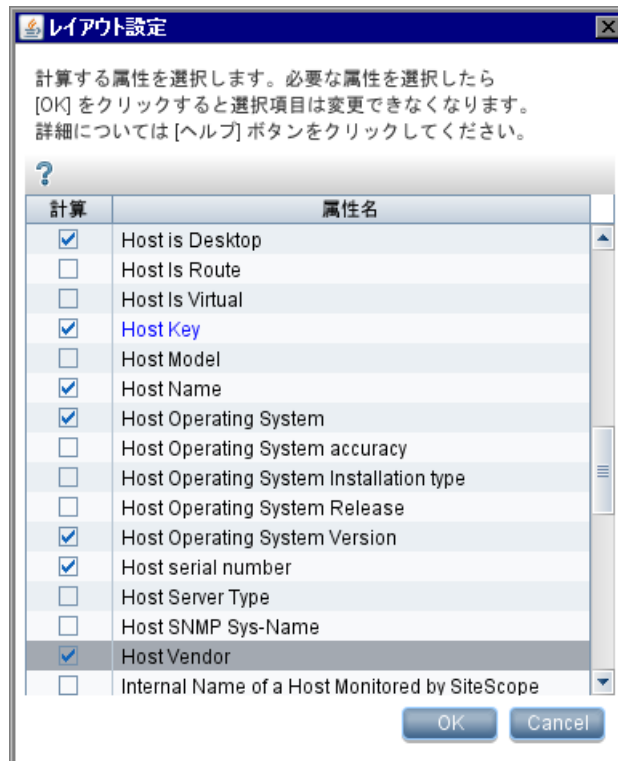 レイアウト設定
計算する属性を選択します。必要な属性を選択したら
[OK] をクリックすると選択項目は変更できなくなります。
詳細については [ヘルプ] ボタンをクリックしてください。
?
計算 属性名
Host is Desktop
Host Is Route
Host Is Virtual
Host Key
Host Model
Host Name
Host Operating System
Host Operating System accuracy
Host Operating System Installation type
Host Operating System Release
Host Operating System Version
Host serial number
Host Server Type
Host SNMP Sys-Name
Host Vendor
Internal Name of a Host Monitored by SiteScope
OK Cancel